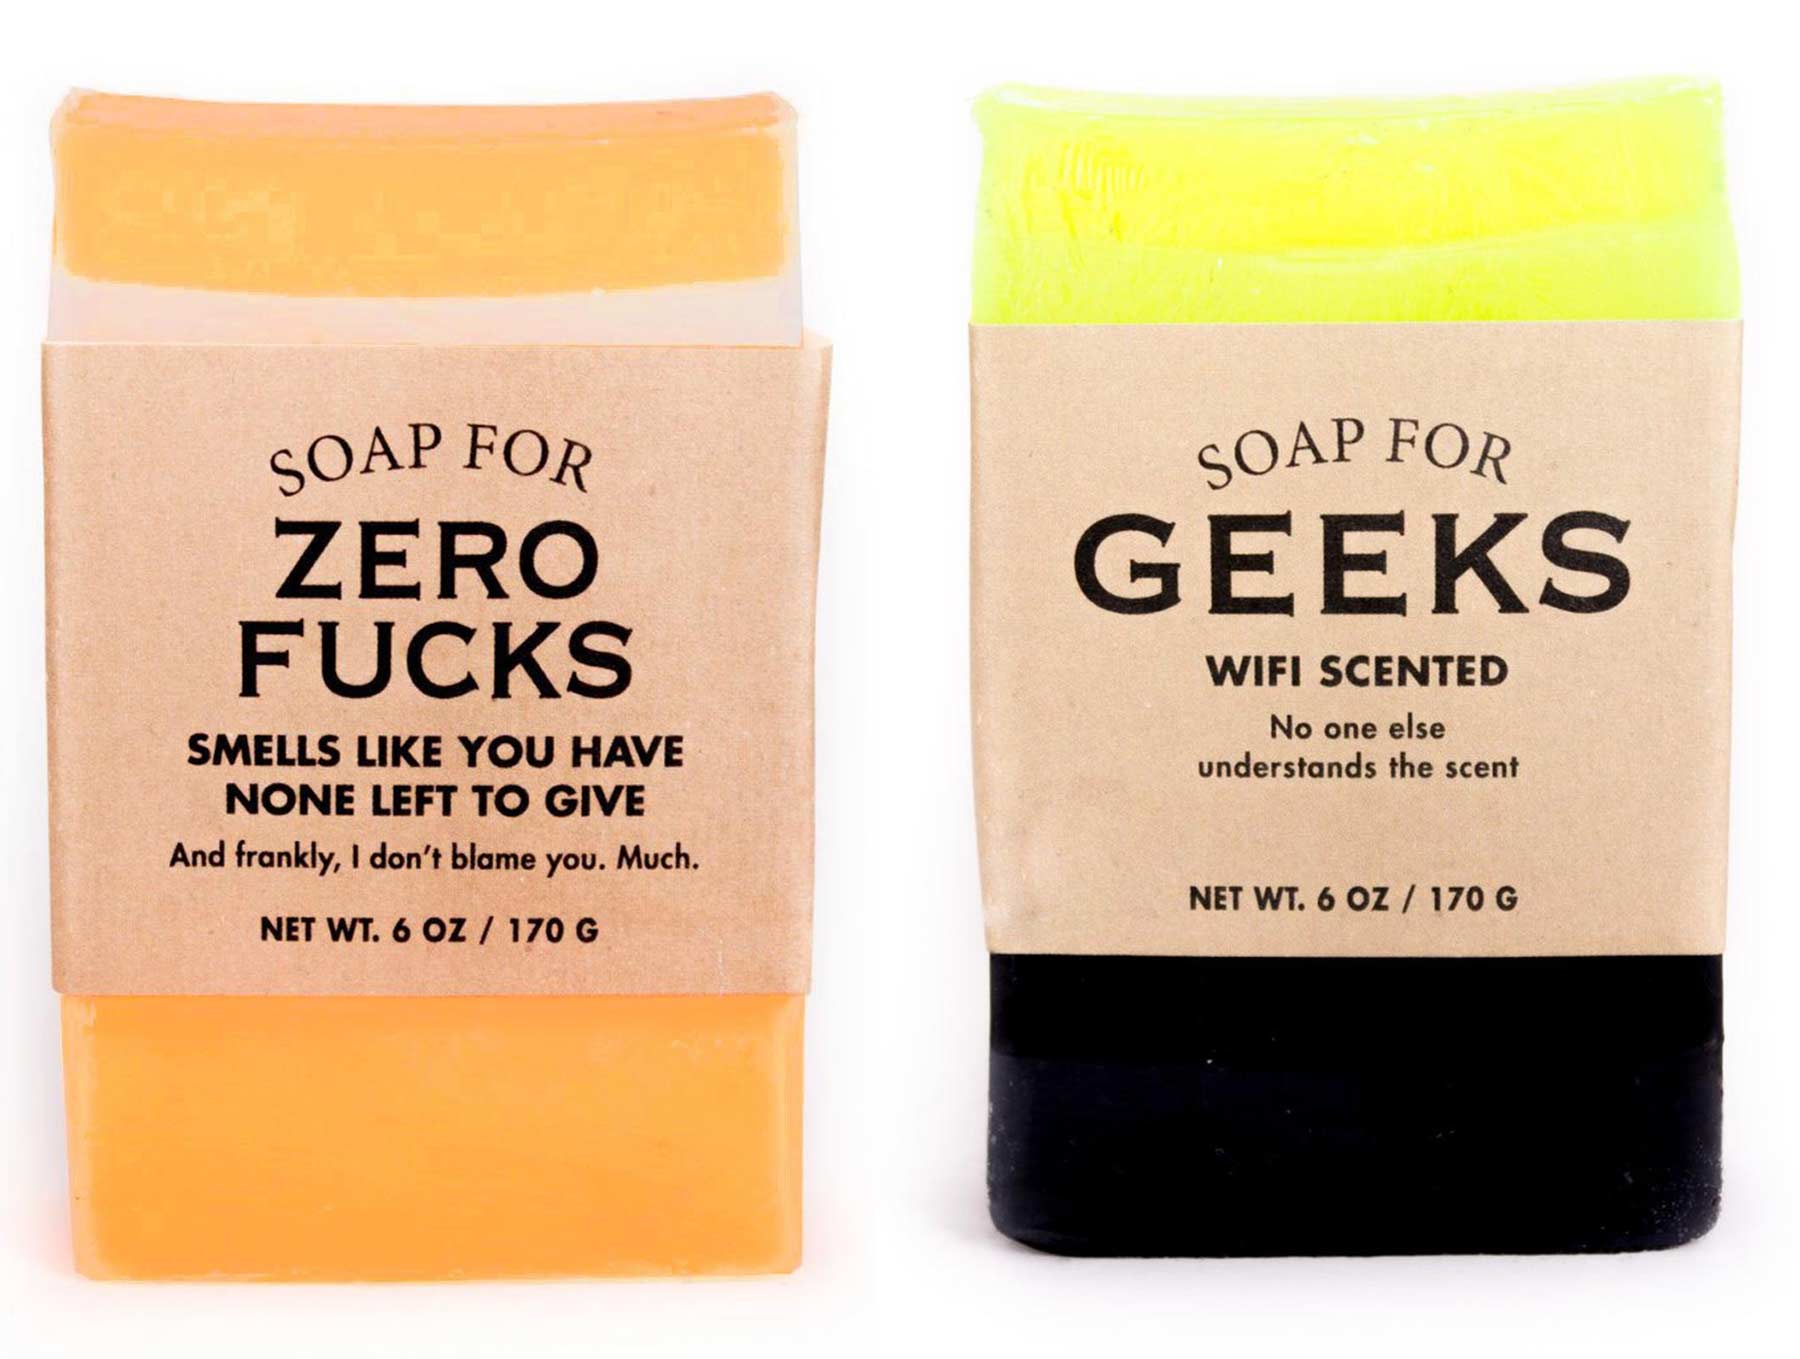 SOAP FOR
ZERO
FUCKS
SMELLS LIKE YOU HAVE
NONE LEFT TO GIVE
And frankly, I don't blame you. Much.
NET WT. 6 OZ / 170 G
SOAP FOR
GEEKS
WIFI SCENTED
No one else
understands the scent
NET WT. 6 OZ / 170 G